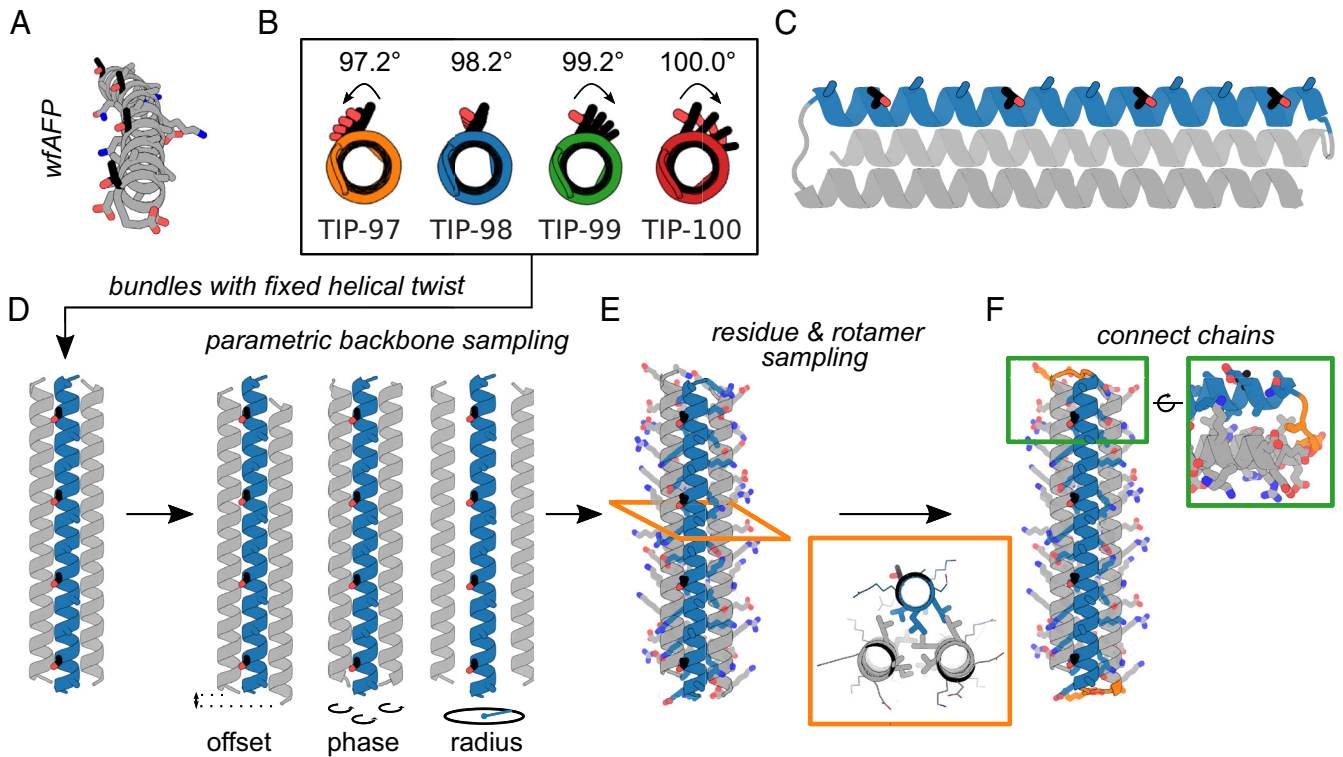 A
B
C
wfAFP
97.2° 98.2° 99.2° 100.0°
TIP-97 TIP-98 TIP-99 TIP-100
bundles with fixed helical twist
D
parametric backbone sampling
E
residue & rotamer
sampling
F
connect chains
offset phase radius